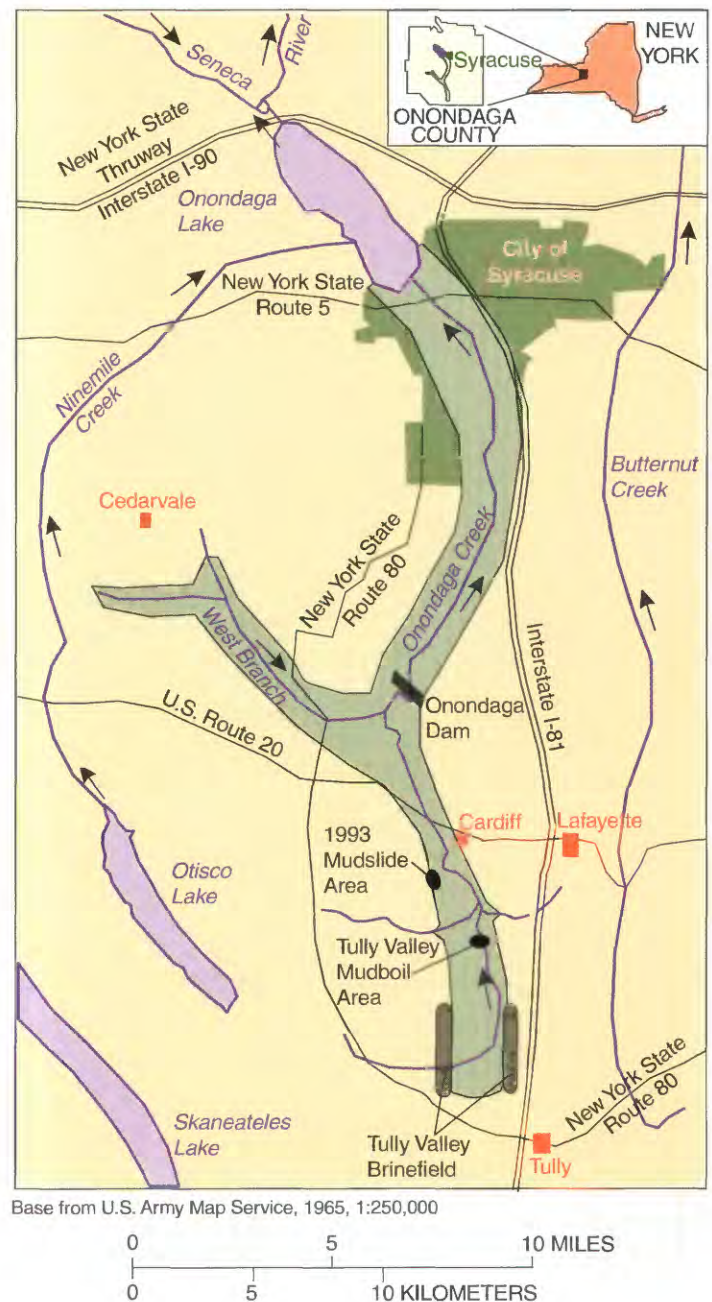 Seneca
River
NEW
YORK
Syracuse
ONONDAGA
COUNTY
New York State
Thruway
Interstate I-90
Onondaga
Lake
City of
Syracuse
New York State
Route 5
Ninemile
Creek
Butternut
Creek
Cedarvale
New York State
Route 80
Onondaga Creek
West Branch
Interstate I-81
U.S. Route 20
Onondaga
Dam
Cardiff
Lafayette
1993
Mudslide
Area
Otisco
Lake
Tully Valley
Mudboil
Area
New York State
Route 80
Skaneateles
Lake
Tully Valley
Brinefield
Tully
Base from U.S. Army Map Service, 1965, 1:250,000
0 5 10 MILES
0 5 10 KILOMETERS